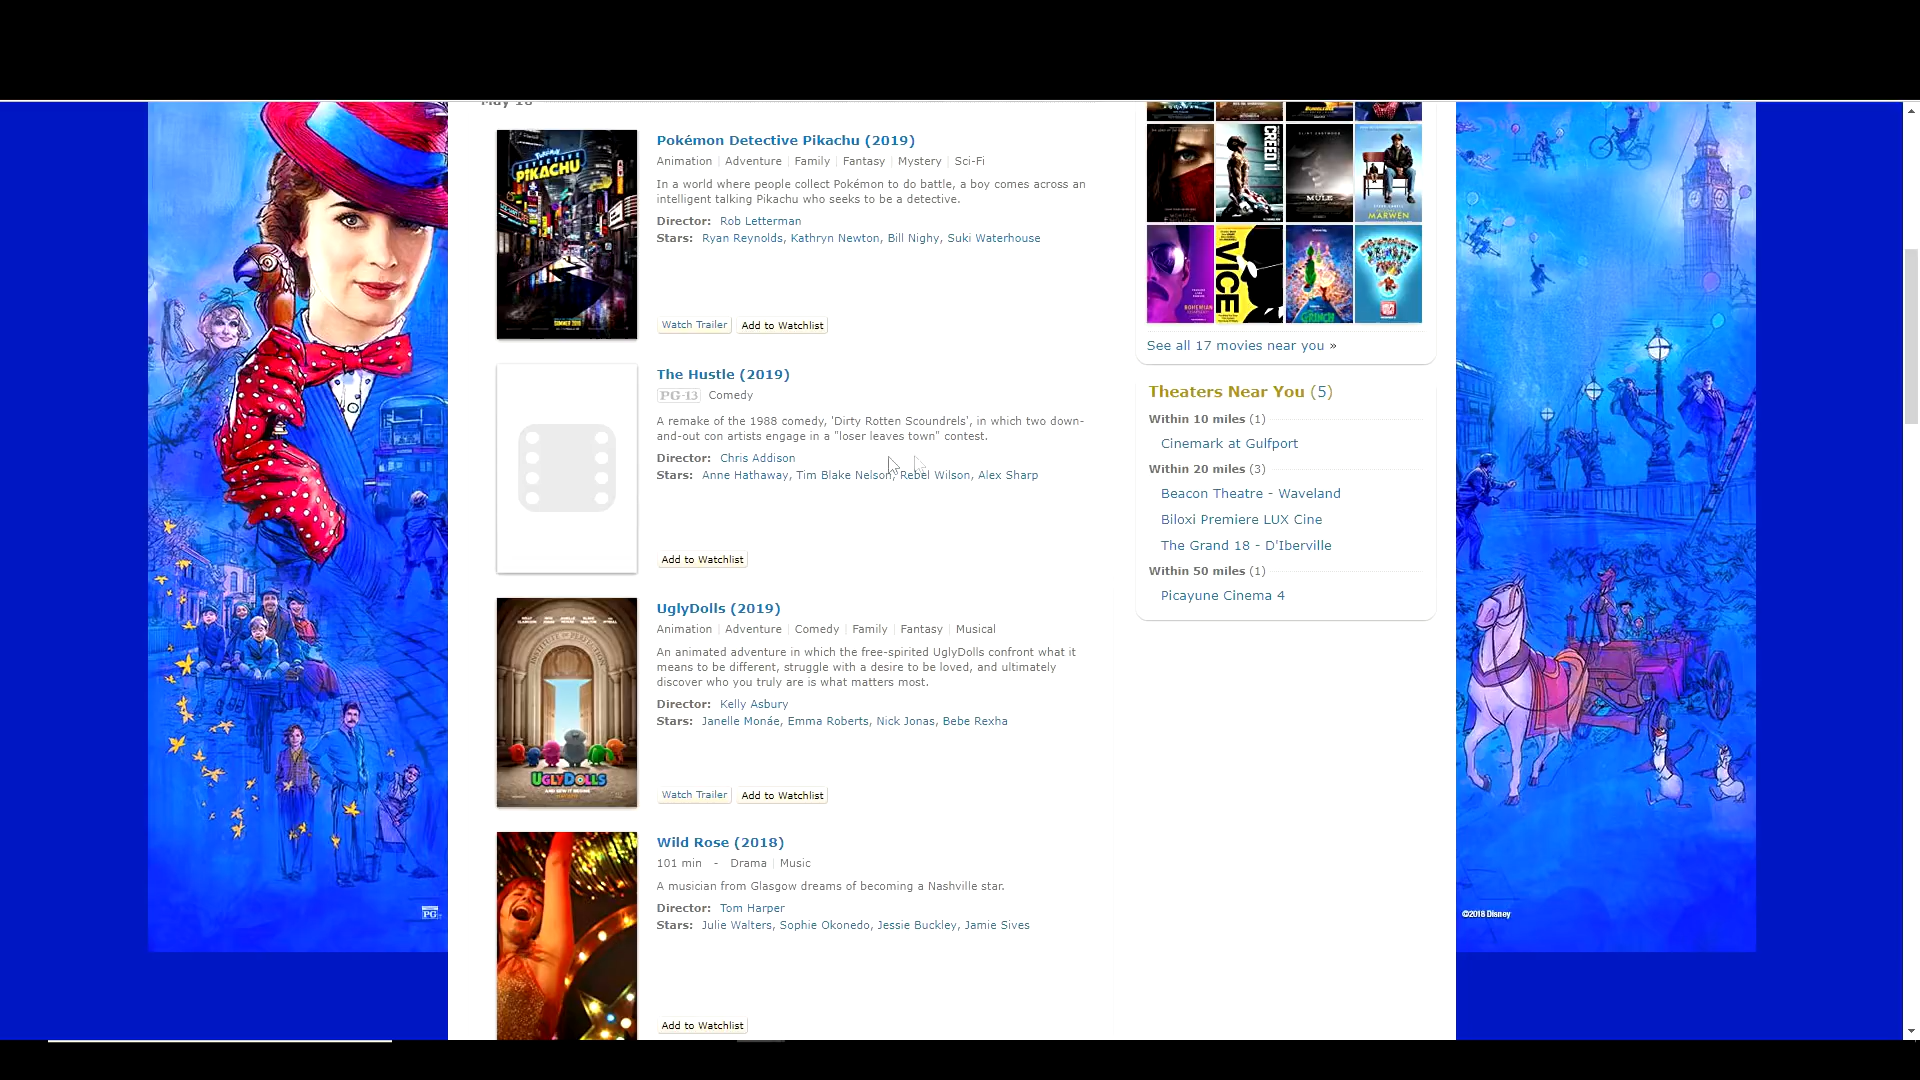 May 10
Pokémon Detective Pikachu (2019)
Animation | Adventure | Family | Fantasy | Mystery | Sci-Fi
In a world where people collect Pokémon to do battle, a boy comes across an
intelligent talking Pikachu who seeks to be a detective.
Director: Rob Letterman
Stars: Ryan Reynolds, Kathryn Newton, Bill Nighy, Suki Waterhouse
Watch Trailer Add to Watchlist
PIKACHU
The Hustle (2019)
PG-13 Comedy
A remake of the 1988 comedy, 'Dirty Rotten Scoundrels', in which two down-
and-out con artists engage in a "loser leaves town" contest.
Director: Chris Addison
Stars: Anne Hathaway, Tim Blake Nelson, Rebel Wilson, Alex Sharp
Add to Watchlist
UglyDolls (2019)
Animation | Adventure | Comedy | Family | Fantasy | Musical
An animated adventure in which the free-spirited UglyDolls confront what it
means to be different, struggle with a desire to be loved, and ultimately
discover who you truly are is what matters most.
Director: Kelly Asbury
Stars: Janelle Monáe, Emma Roberts, Nick Jonas, Bebe Rexha
Watch Trailer Add to Watchlist
UGLYDOLLS
Wild Rose (2018)
101 min - Drama | Music
A musician from Glasgow dreams of becoming a Nashville star.
Director: Tom Harper
Stars: Julie Walters, Sophie Okonedo, Jessie Buckley, Jamie Sives
Add to Watchlist
CREED II
MULE
MARWEN
BOHEMIAN
VICE
GRINCH
See all 17 movies near you »
Theaters Near You (5)
Within 10 miles (1)
Cinemark at Gulfport
Within 20 miles (3)
Beacon Theatre - Waveland
Biloxi Premiere LUX Cine
The Grand 18 - D'Iberville
Within 50 miles (1)
Picayune Cinema 4
PG
©2018 Disney